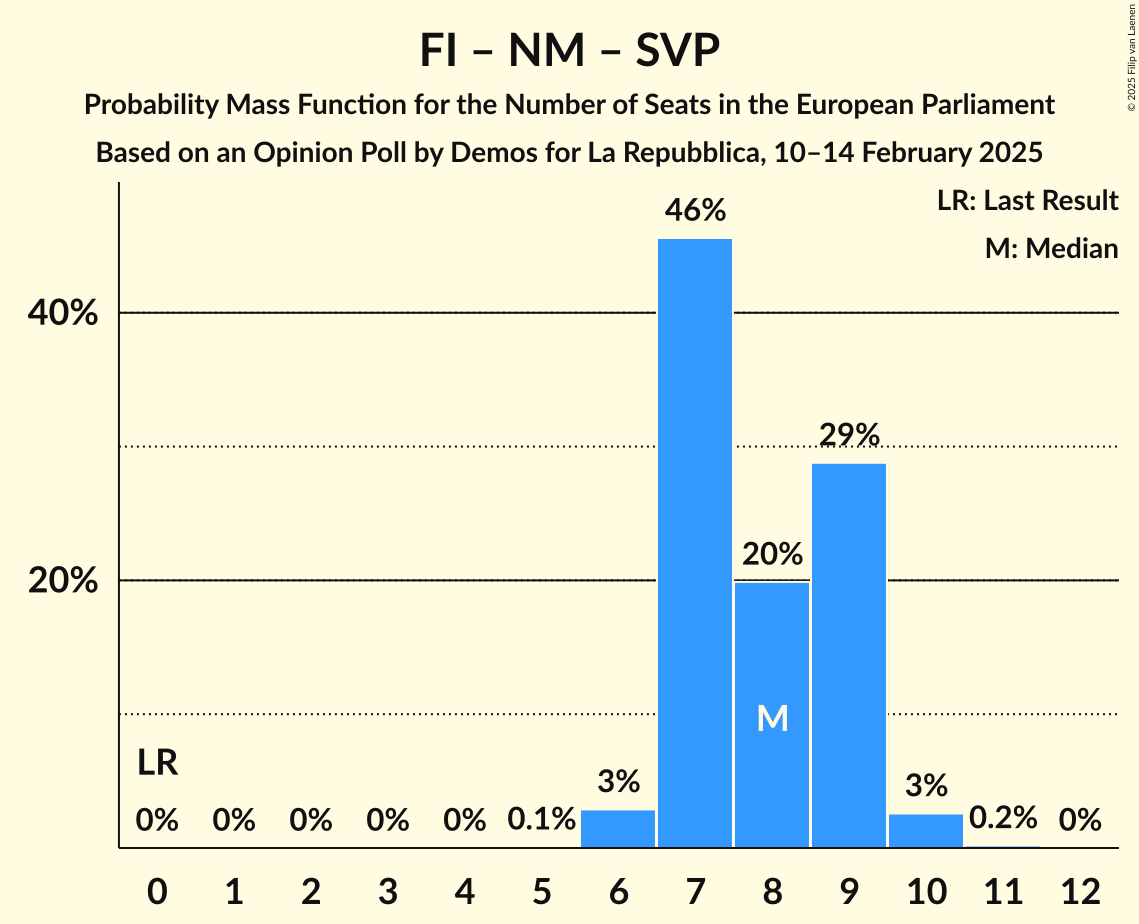 FI – NM – SVP
Probability Mass Function for the Number of Seats in the European Parliament
Based on an Opinion Poll by Demos for La Repubblica, 10–14 February 2025
© 2025 Filip van Laenen
LR: Last Result
M: Median
46%
40%
29%
20%
20%
M
LR
3%
3%
0% 0% 0% 0% 0% 0.1% 0.2% 0%
0 1 2 3 4 5 6 7 8 9 10 11 12